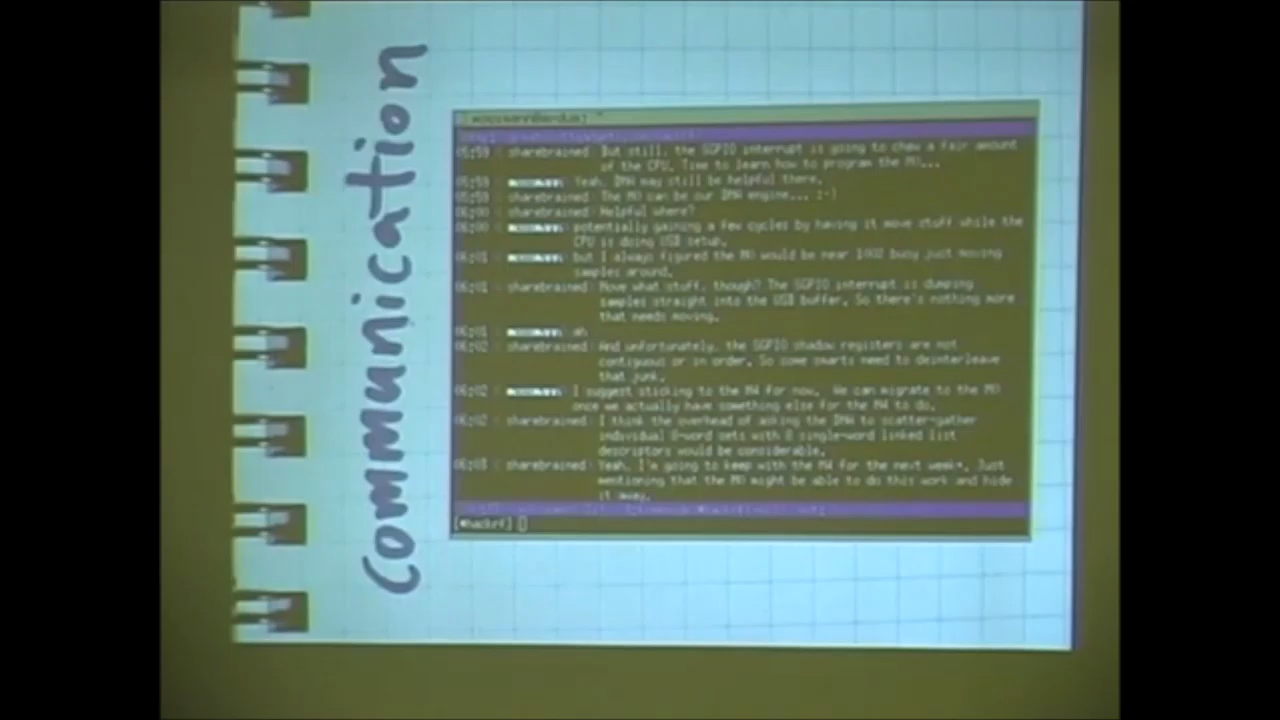 communication
05:59 sharebrained But still, the SGPIO interrupt is going to chew a fair amount
of the CPU. Time to learn how to program the M0...
05:59 mossmann Yeah, DMA may still be helpful there.
05:59 sharebrained The M0 can be our DMA engine... :-)
06:00 sharebrained Helpful where?
06:00 mossmann potentially gaining a few cycles by having it move stuff while the
CPU is doing USB setup.
06:01 mossmann but I always figured the M0 would be near 100% busy just moving
samples around.
06:01 sharebrained Move what stuff, though? The SGPIO interrupt is dumping
samples straight into the USB buffer. So there's nothing more
that needs moving.
06:01 mossmann ah
06:02 sharebrained And unfortunately, the SGPIO shadow registers are not
contiguous or in order. So some smarts need to deinterleave
that junk.
06:02 mossmann I suggest sticking to the M4 for now. We can migrate to the M0
once we actually have something else for the M4 to do.
06:02 sharebrained I think the overhead of asking the DMA to scatter-gather
individual 8-word sets with 8 single-word linked list
descriptors would be considerable.
06:03 sharebrained Yeah, I'm going to keep with the M4 for the next week+. Just
mentioning that the M0 might be able to do this work and hide
it away.
[#hackrf]